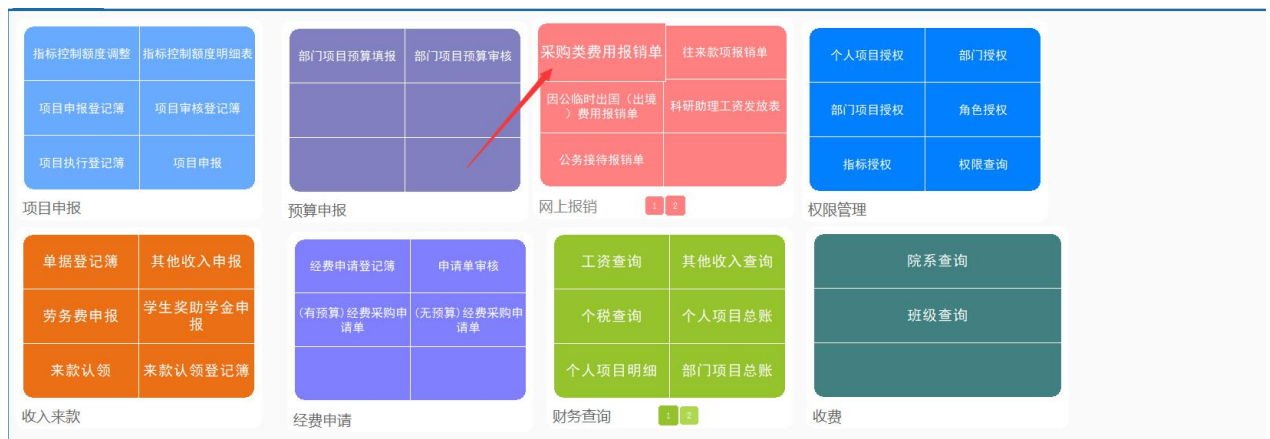 指标控制额度调整
指标控制额度明细表
项目申报登记簿
项目审核登记簿
项目执行登记簿
项目申报
项目申报
部门项目预算填报
部门项目预算审核
预算申报
采购类费用报销单
往来款项报销单
因公临时出国（出境
）费用报销单
科研助理工资发放表
公务接待报销单
网上报销
1
2
个人项目授权
部门授权
部门项目授权
角色授权
指标授权
权限查询
权限管理
单据登记簿
其他收入申报
劳务费申报
学生奖助学金申
报
来款认领
来款认领登记簿
收入来款
经费申请登记簿
申请单审核
(有预算)经费采购申
请单
(无预算)经费采购申
请单
经费申请
工资查询
其他收入查询
个税查询
个人项目总账
个人项目明细
部门项目总账
财务查询
1
2
院系查询
班级查询
收费